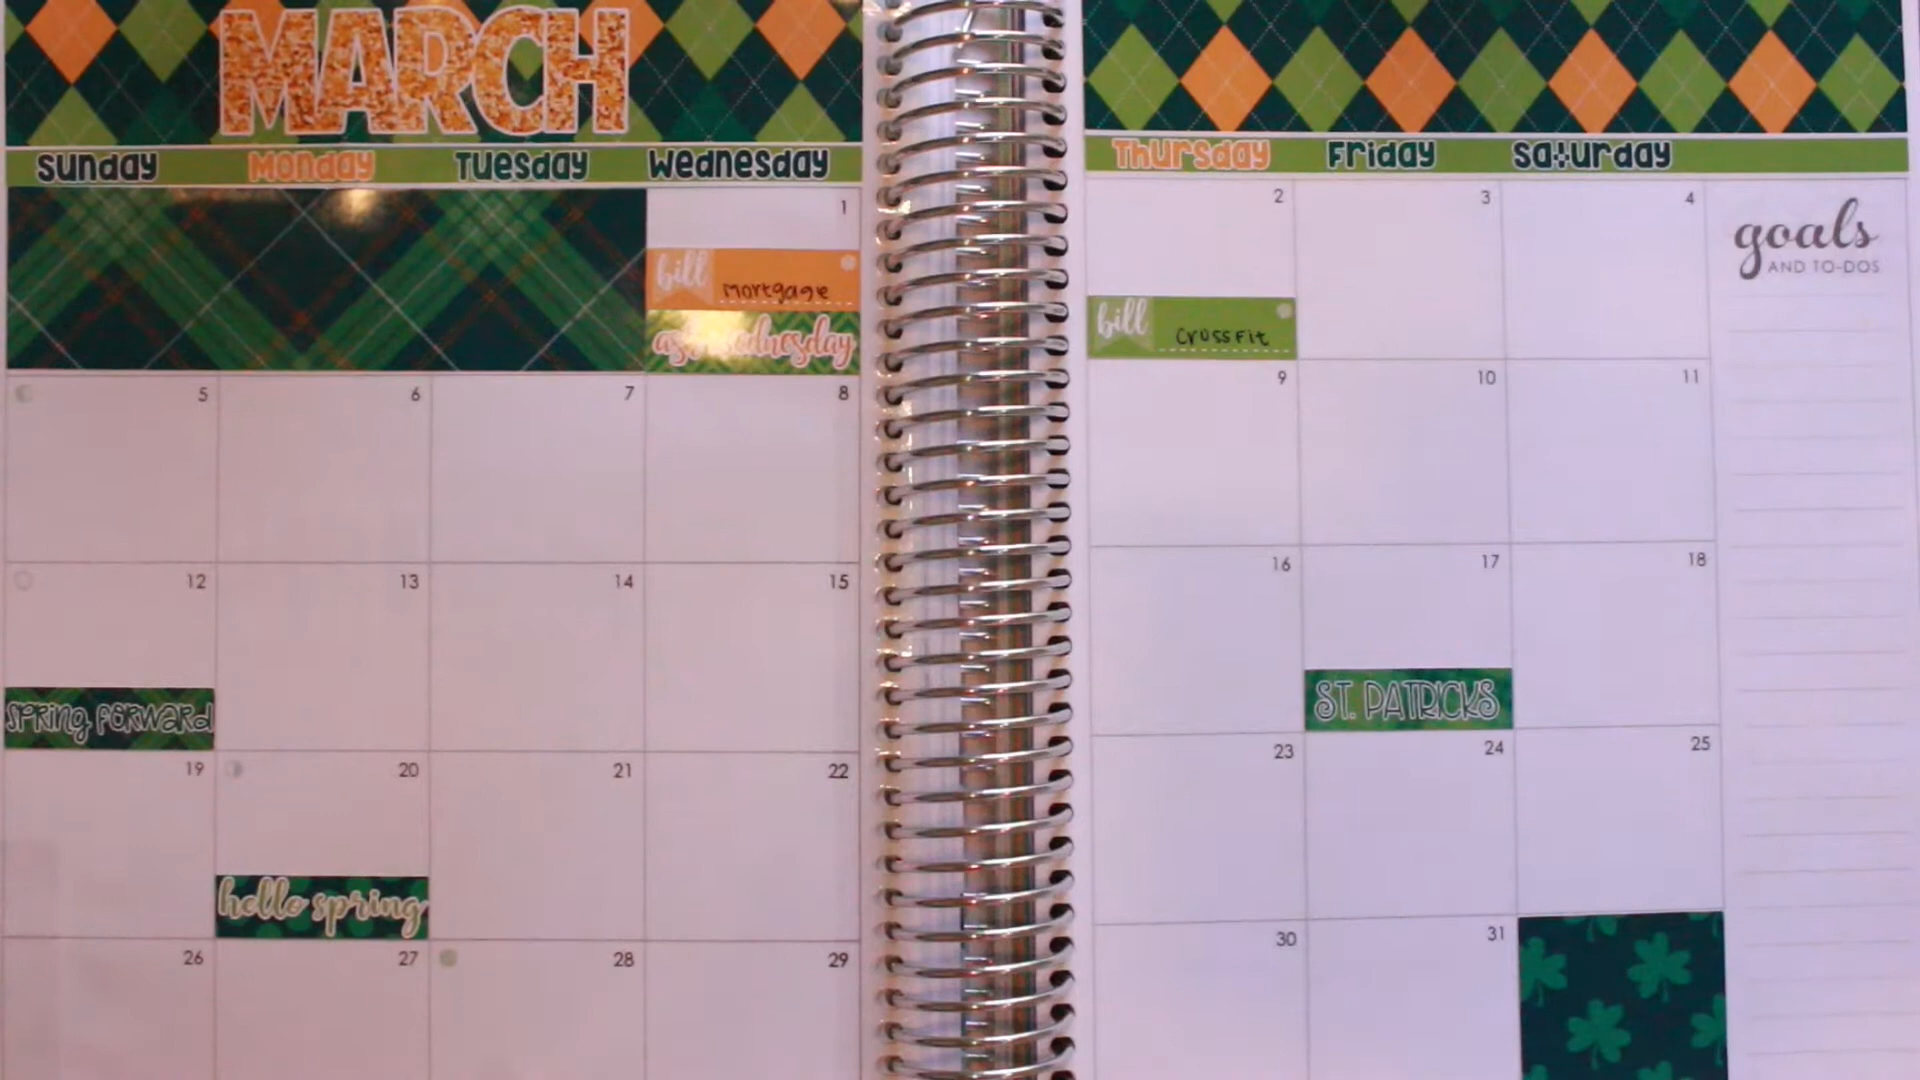 MARCH
Sunday Monday Tuesday Wednesday Thursday Friday Saturday
1 2 3 4
goals
AND TO-DOS
bill Mortgage
ash wednesday
bill CrossFit
5 6 7 8 9 10 11
12 13 14 15 16 17 18
Spring Forward
ST. PATRICKS
19 20 21 22 23 24 25
hello spring
26 27 28 29 30 31